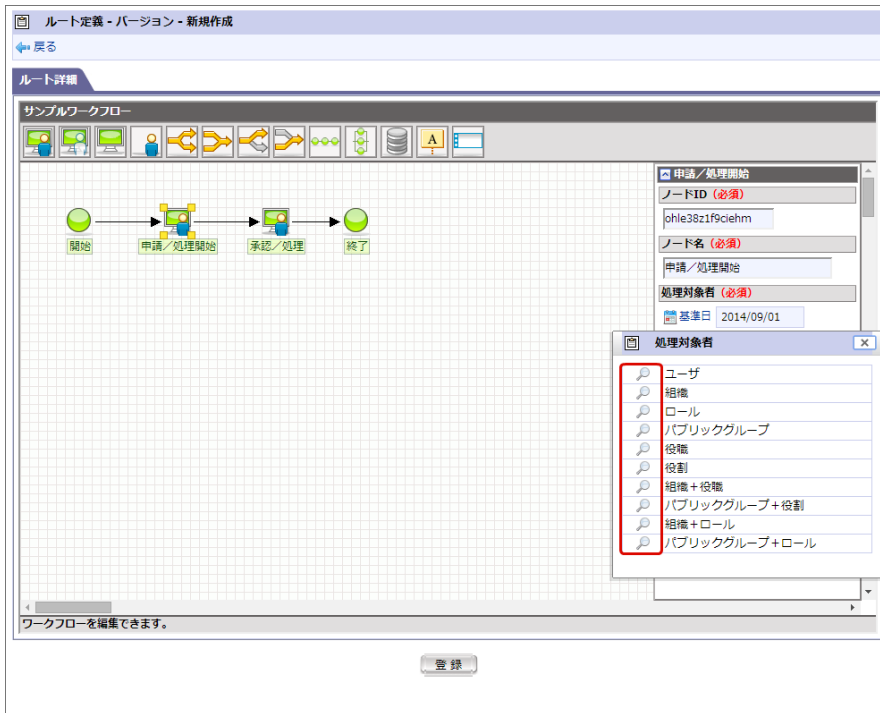 ルート定義 - バージョン - 新規作成
戻る
ルート詳細
サンプルワークフロー
A
開始
申請／処理開始
承認／処理
終了
申請／処理開始
ノードID（必須）
ohle38z1f9ciehm
ノード名（必須）
申請／処理開始
処理対象者（必須）
基準日 2014/09/01
処理対象者
ユーザ
組織
ロール
パブリックグループ
役職
役割
組織＋役職
パブリックグループ＋役割
組織＋ロール
パブリックグループ＋ロール
ワークフローを編集できます。
登録